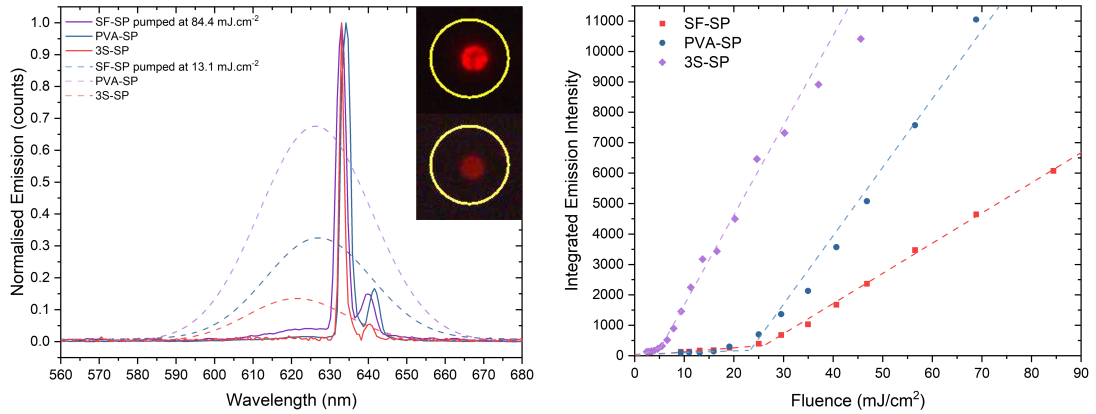 1.0
0.9
0.8
0.7
0.6
0.5
0.4
0.3
0.2
0.1
0.0
Normalised Emission (counts)
SF-SP pumped at 84.4 mJ.cm-2
PVA-SP
3S-SP
SF-SP pumped at 13.1 mJ.cm-2
PVA-SP
3S-SP
560 570 580 590 600 610 620 630 640 650 660 670 680
Wavelength (nm)
11000
10000
9000
8000
7000
6000
5000
4000
3000
2000
1000
0
Integrated Emission Intensity
SF-SP
PVA-SP
3S-SP
0 10 20 30 40 50 60 70 80 90
Fluence (mJ/cm2)